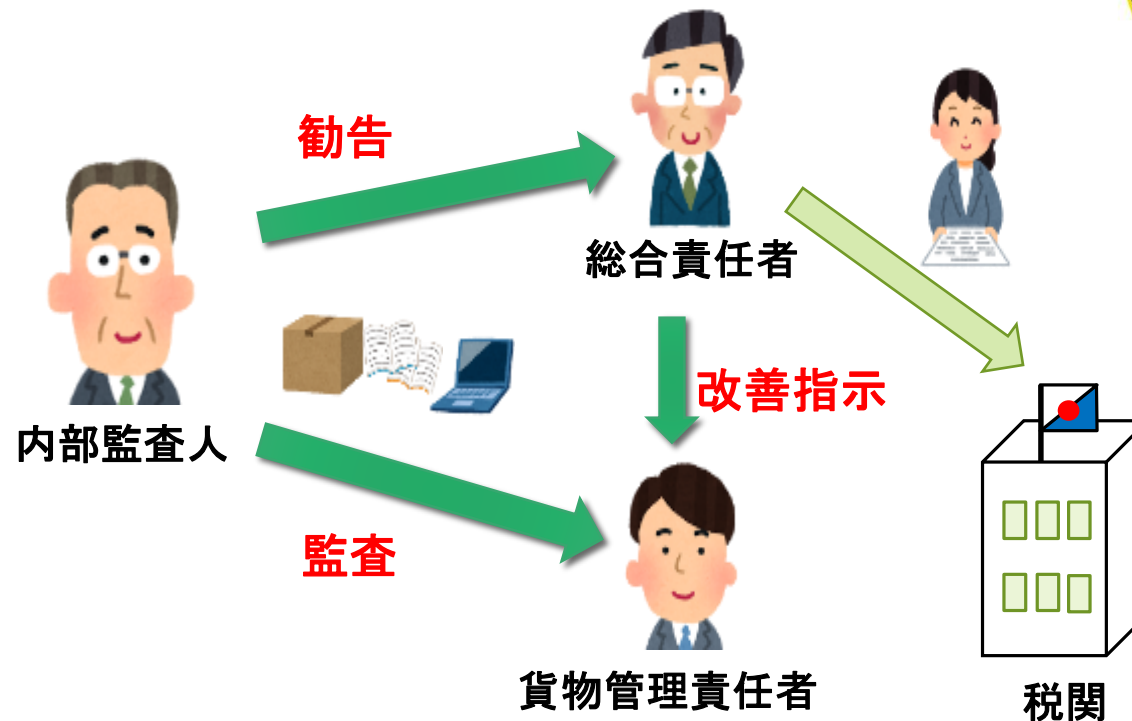 勧告
総合責任者
改善指示
内部監査人
監査
貨物管理責任者
税関